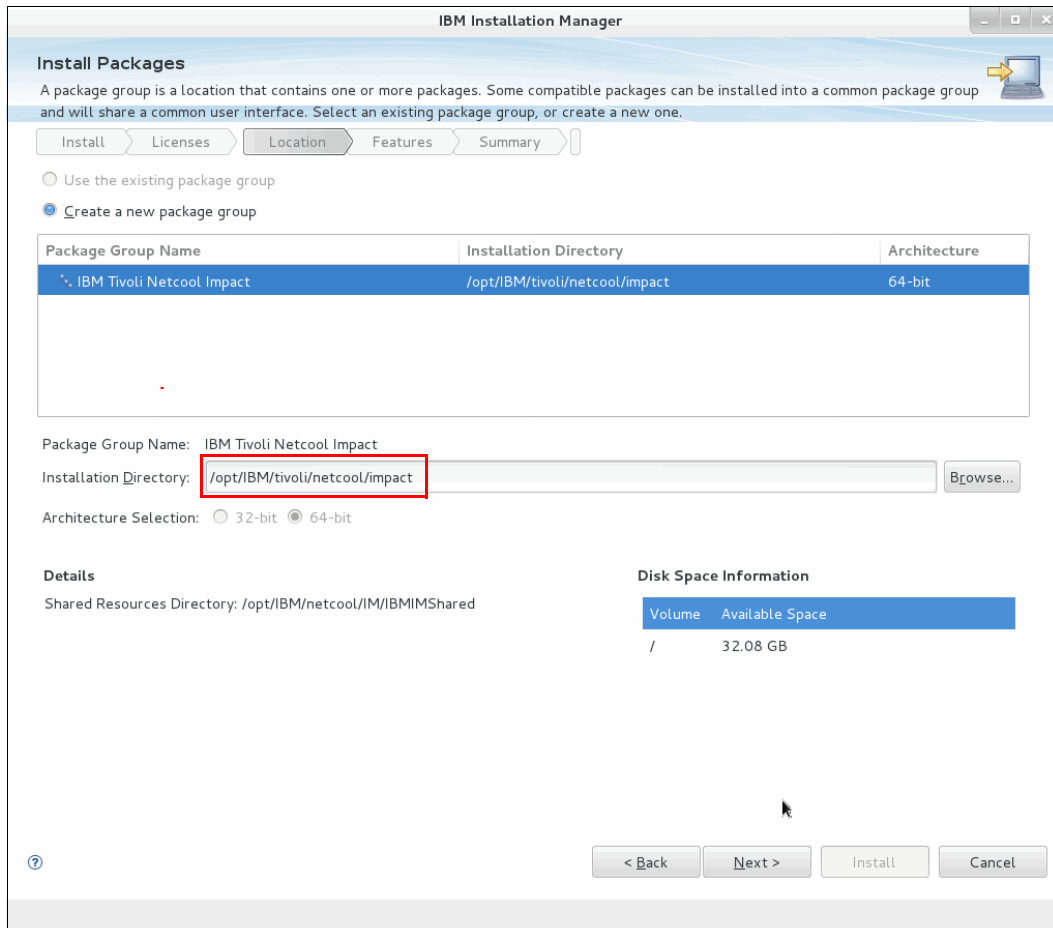 IBM Installation Manager
Install Packages
A package group is a location that contains one or more packages. Some compatible packages can be installed into a common package group
and will share a common user interface. Select an existing package group, or create a new one.
Install Licenses Location Features Summary
Use the existing package group
Create a new package group
Package Group Name Installation Directory Architecture
IBM Tivoli Netcool Impact /opt/IBM/tivoli/netcool/impact 64-bit
Package Group Name: IBM Tivoli Netcool Impact
Installation Directory: /opt/IBM/tivoli/netcool/impact Browse...
Architecture Selection: 32-bit 64-bit
Details Disk Space Information
Shared Resources Directory: /opt/IBM/netcool/IM/IBMIMShared
Volume Available Space
/ 32.08 GB
? < Back Next > Install Cancel